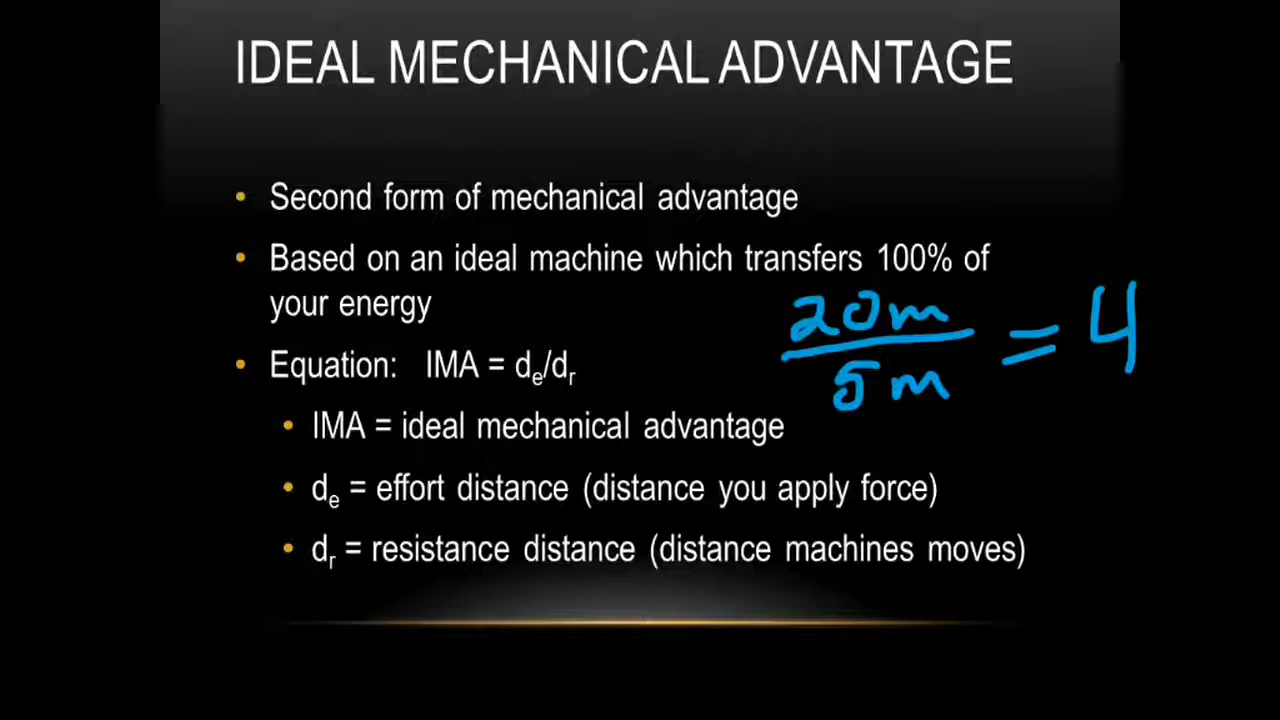 IDEAL MECHANICAL ADVANTAGE
• Second form of mechanical advantage
• Based on an ideal machine which transfers 100% of
your energy
20m
5m
= 4
• Equation: IMA = de/dr
• IMA = ideal mechanical advantage
• de = effort distance (distance you apply force)
• dr = resistance distance (distance machines moves)